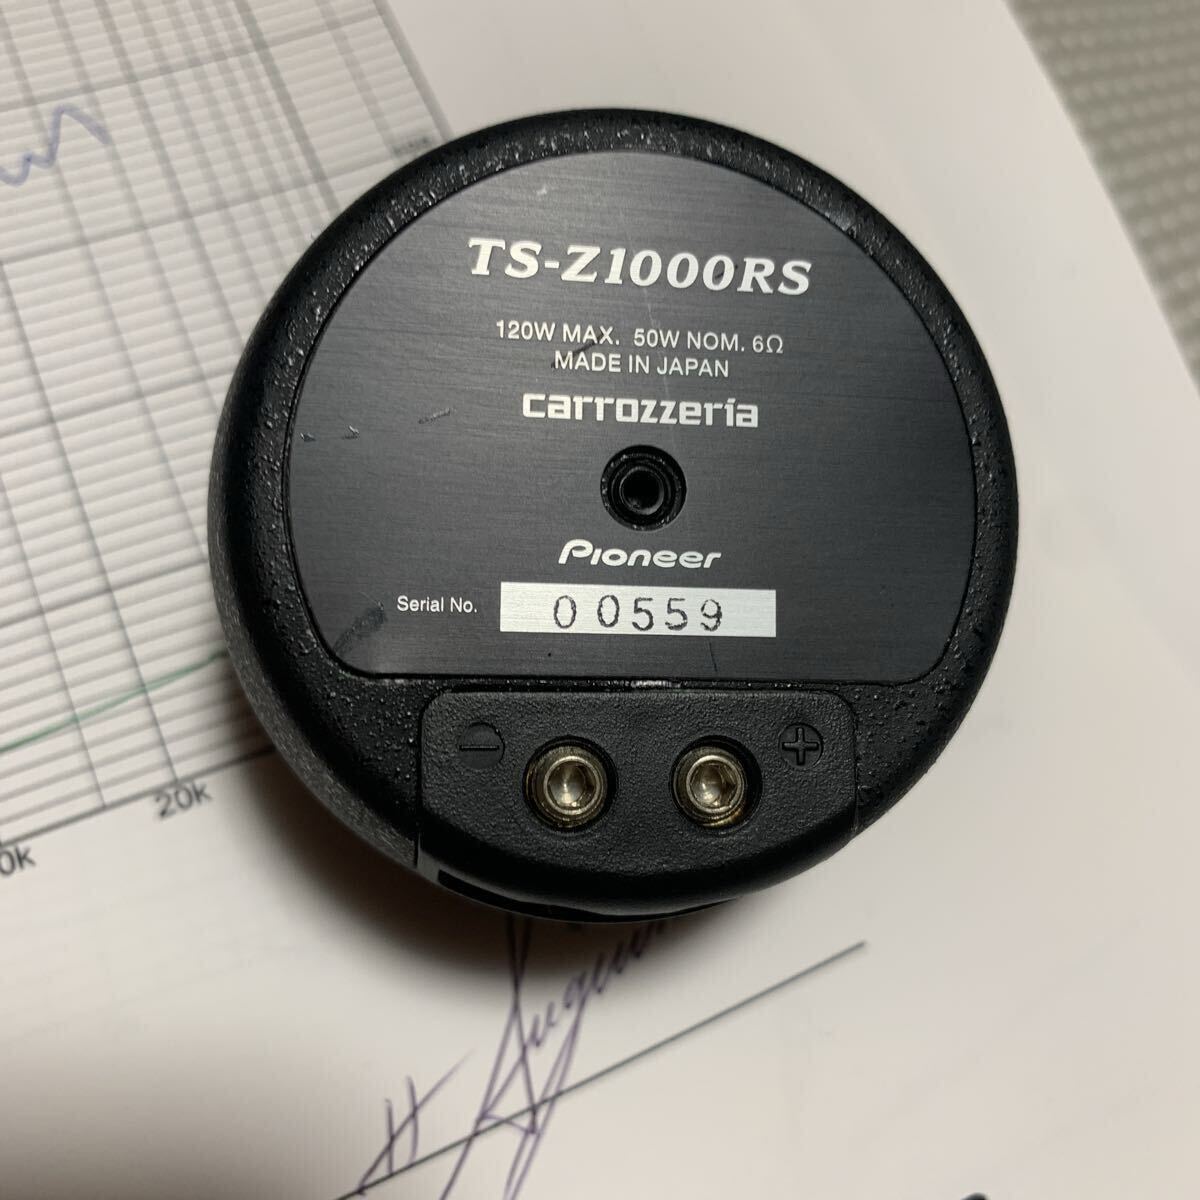 TS-Z1000RS
120W MAX. 50W NOM. 6Ω
MADE IN JAPAN
carrozzeria
Pioneer
Serial No. 00559
20K